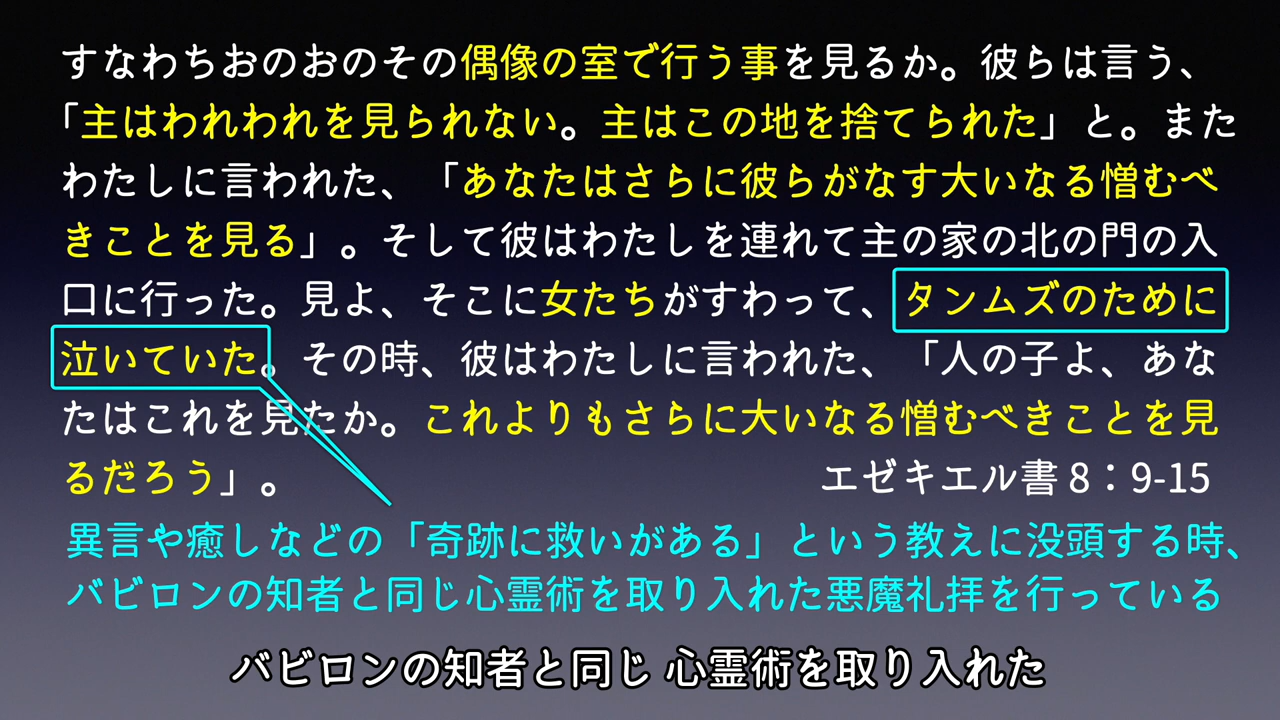 すなわちおのおのその偶像の室で行う事を見るか。彼らは言う、
「主はわれわれを見られない。主はこの地を捨てられた」と。また
わたしに言われた、「あなたはさらに彼らがなす大いなる憎むべ
きことを見る」。そして彼はわたしを連れて主の家の北の門の入
口に行った。見よ、そこに女たちがすわって、タンムズのために
泣いていた。その時、彼はわたしに言われた、「人の子よ、あな
たはこれを見たか。これよりもさらに大いなる憎むべきことを見
るだろう」。
エゼキエル書 8：9-15
異言や癒しなどの「奇跡に救いがある」という教えに没頭する時、
バビロンの知者と同じ心霊術を取り入れた悪魔礼拝を行っている
バビロンの知者と同じ 心霊術を取り入れた